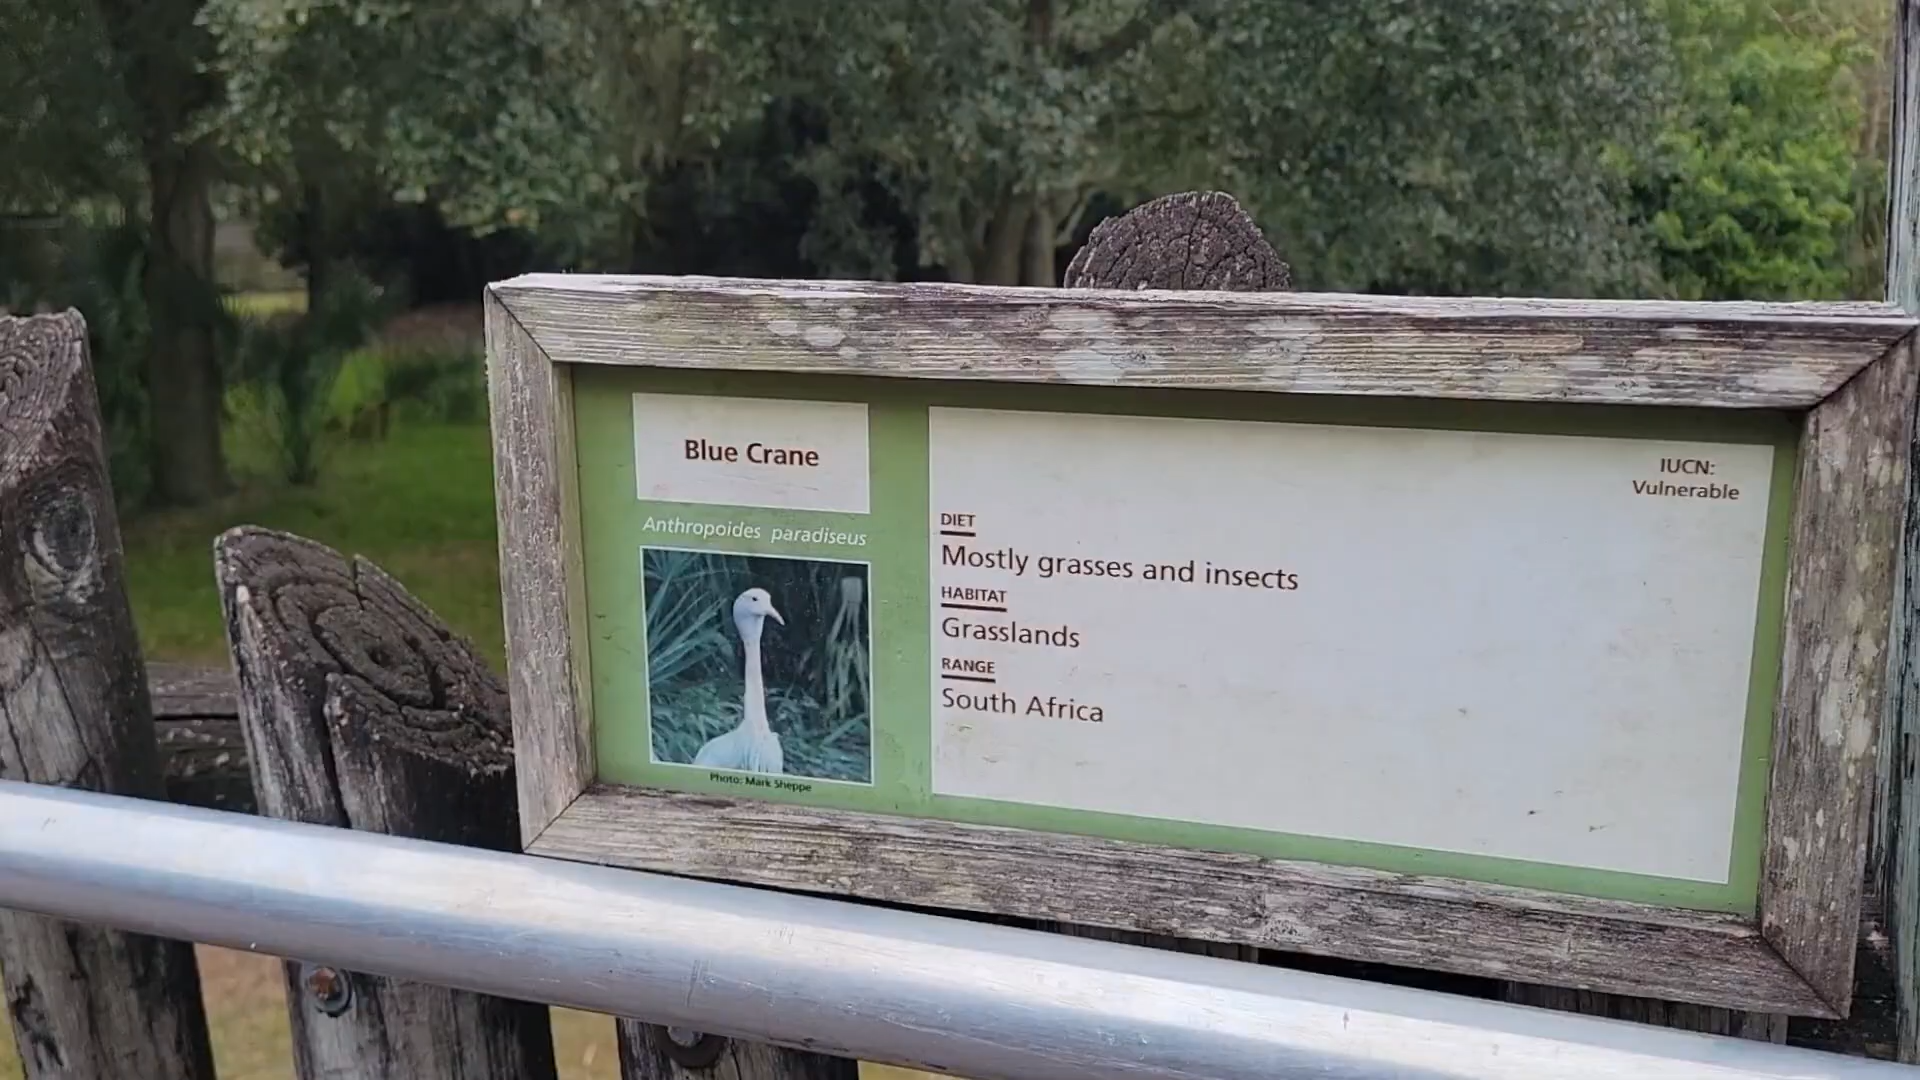 Blue Crane
Anthropoides paradiseus
Photo: Mark Sheppe
IUCN:
Vulnerable
DIET
Mostly grasses and insects
HABITAT
Grasslands
RANGE
South Africa